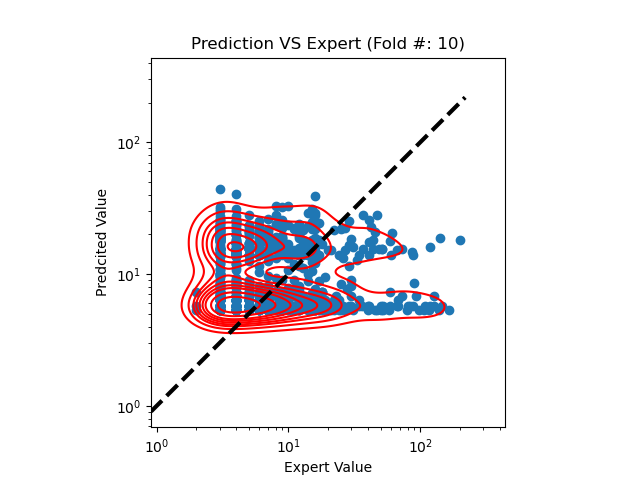 Prediction VS Expert (Fold #: 10)
Predcited Value
10²
10¹
10⁰
10⁰ 10¹ 10²
Expert Value